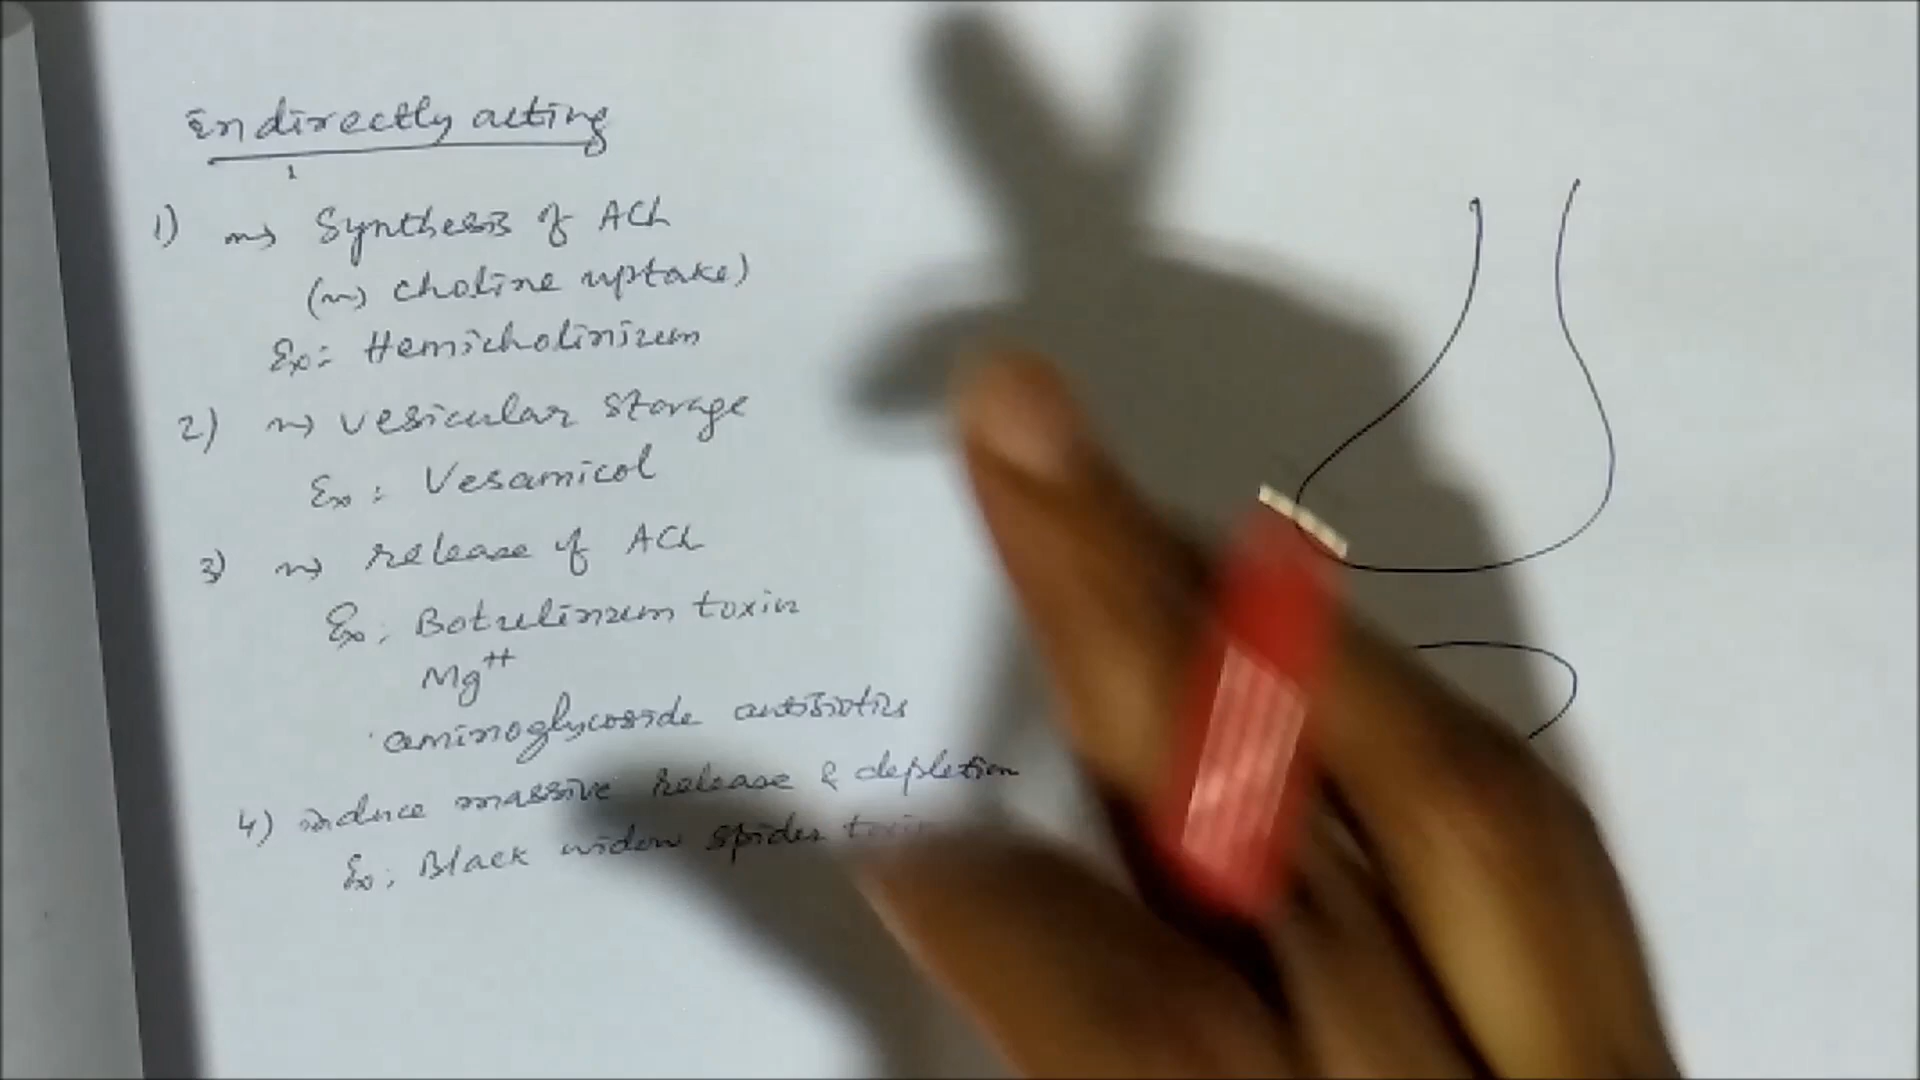 Indirectly acting
1) ⇝ Synthesis of ACh
(⇝ choline uptake)
Ex: Hemicholinium
2) ⇝ vesicular storage
Ex: Vesamicol
3) ⇝ release of ACh
Ex: Botulinum toxin
Mg++
aminoglycoside antibiotics
4) induce massive release & depletion
Ex: Black widow spider toxin